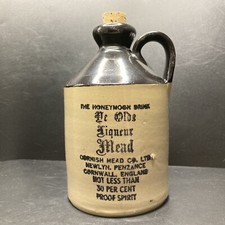 THE HONEYMOON DRINK
Ye Olde
Liqueur
Mead
CORNISH MEAD CO. LTD.
NEWLYN, PENZANCE
CORNWALL, ENGLAND
NOT LESS THAN
30 PER CENT
PROOF SPIRIT